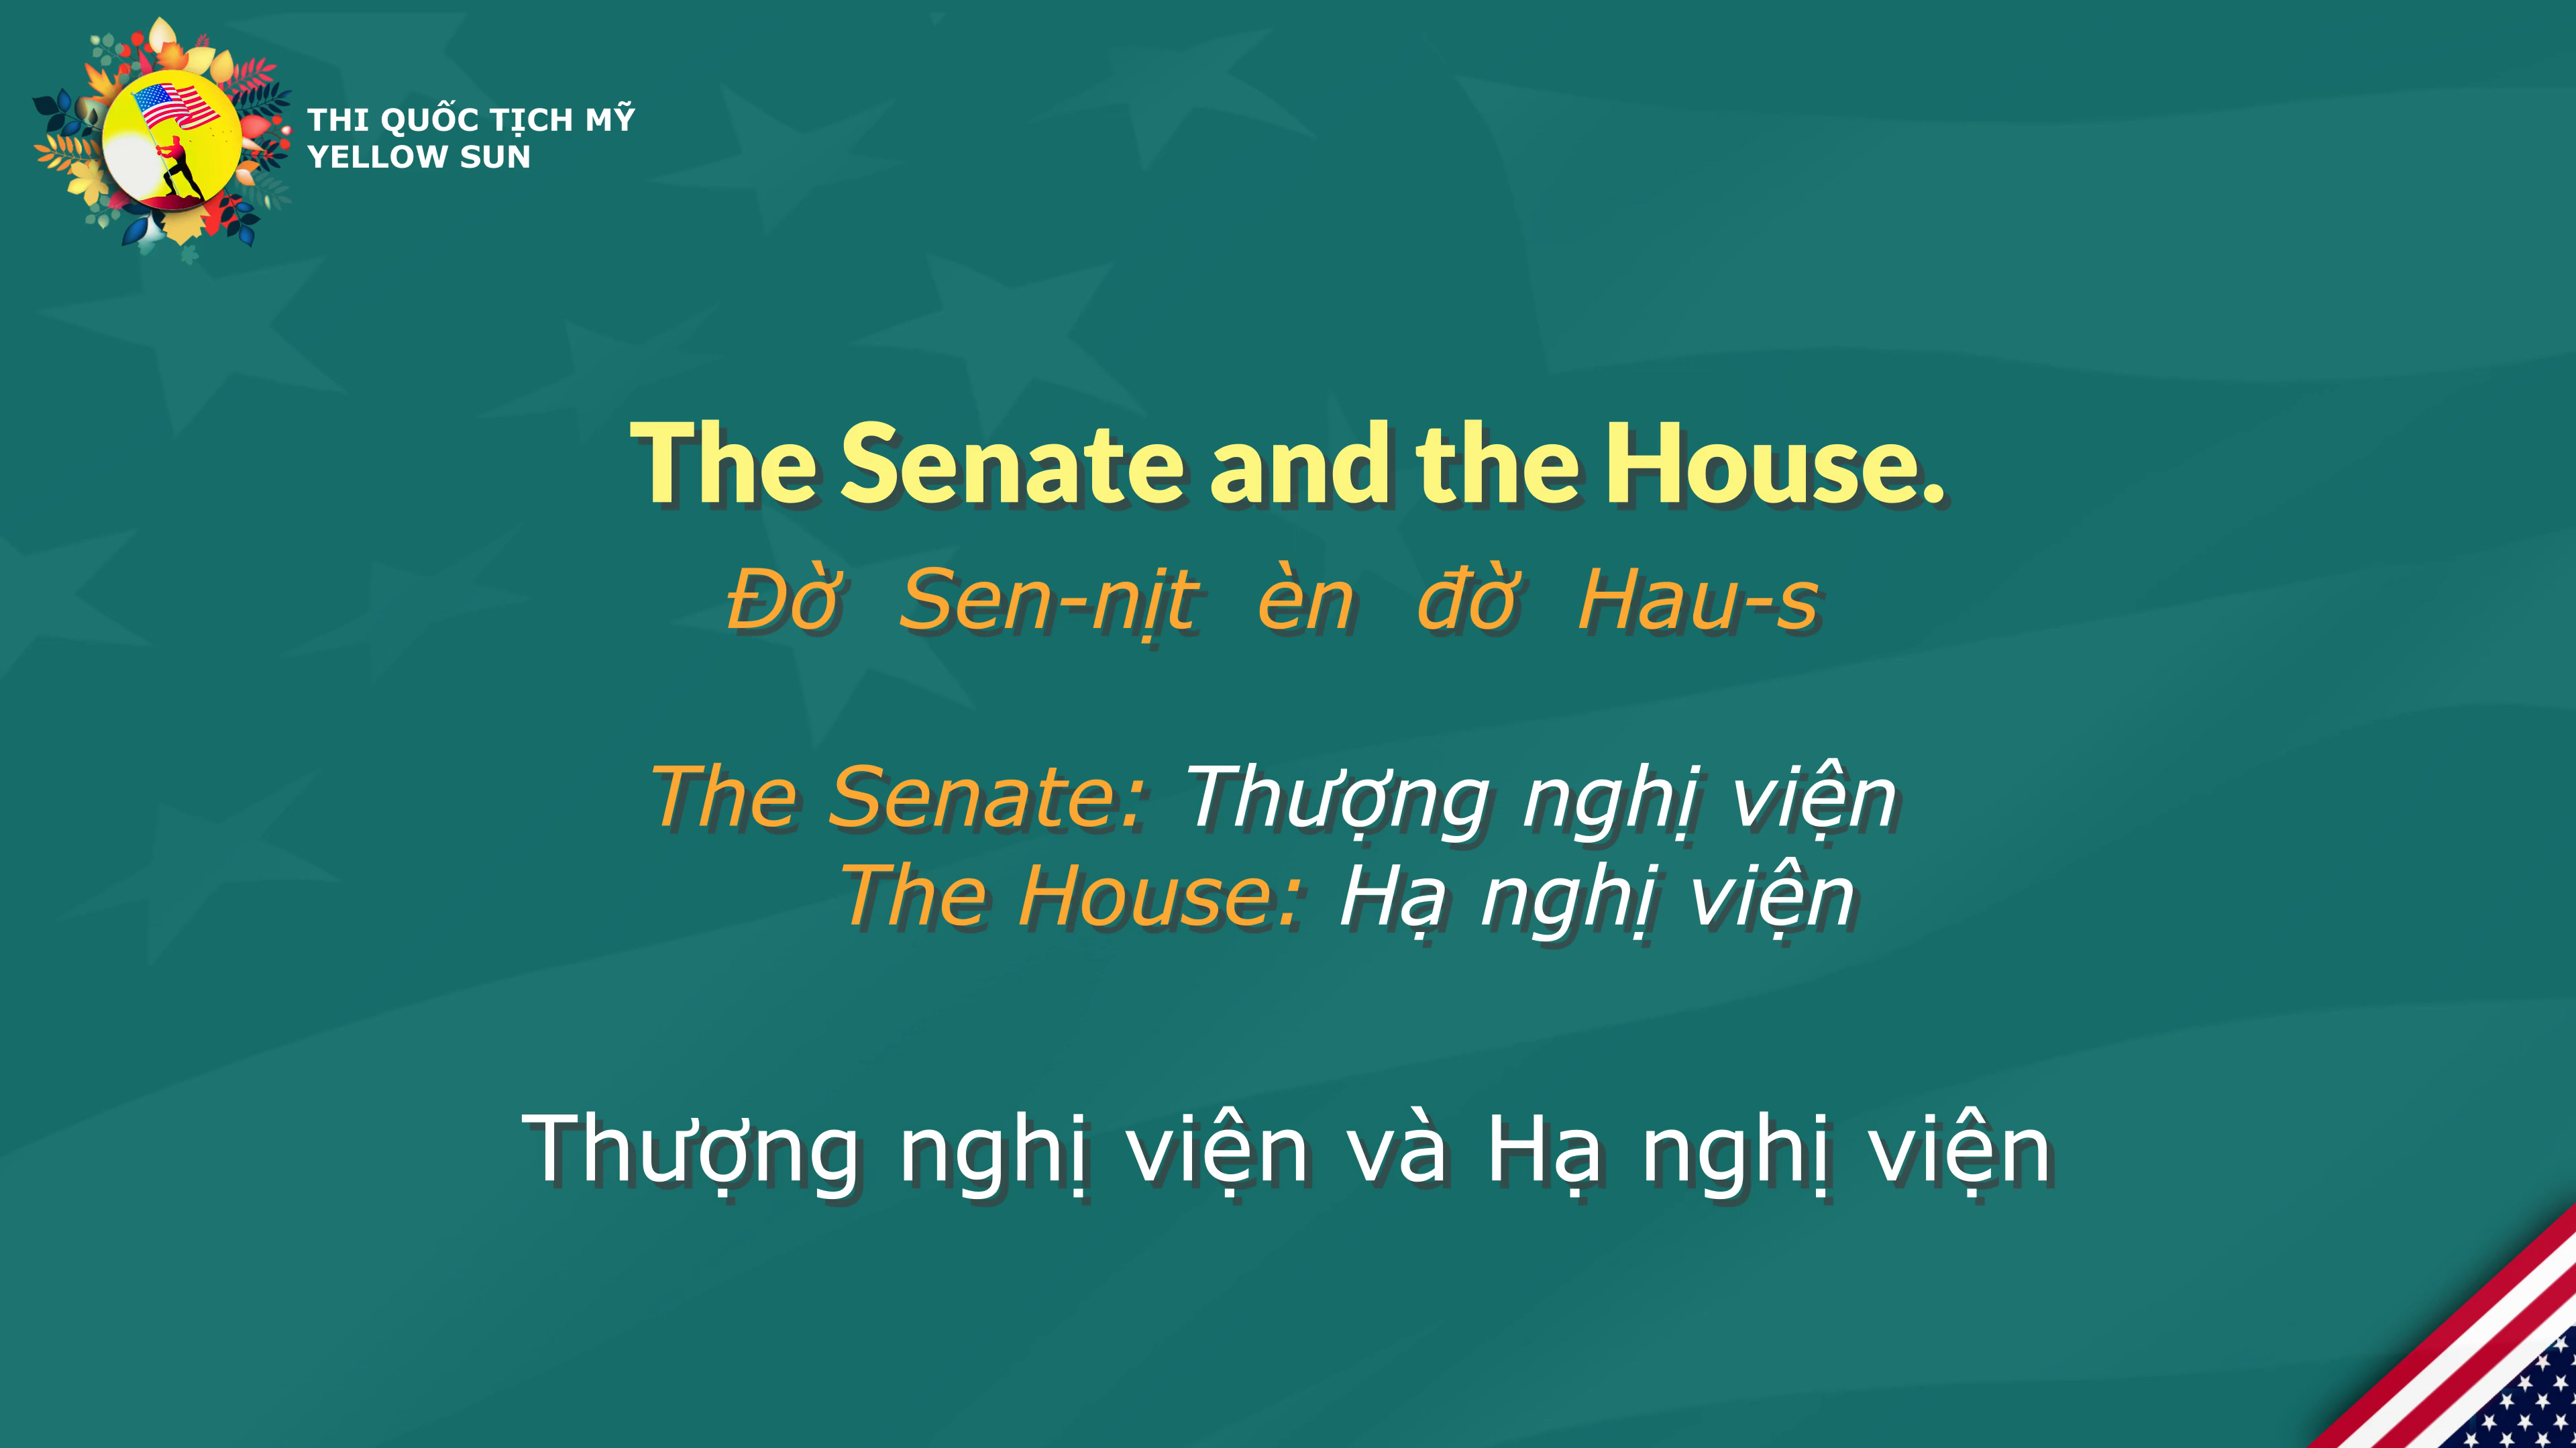 THI QUỐC TỊCH MỸ
YELLOW SUN
The Senate and the House.
Đờ Sen-nịt èn đờ Hau-s
The Senate: Thượng nghị viện
The House: Hạ nghị viện
Thượng nghị viện và Hạ nghị viện